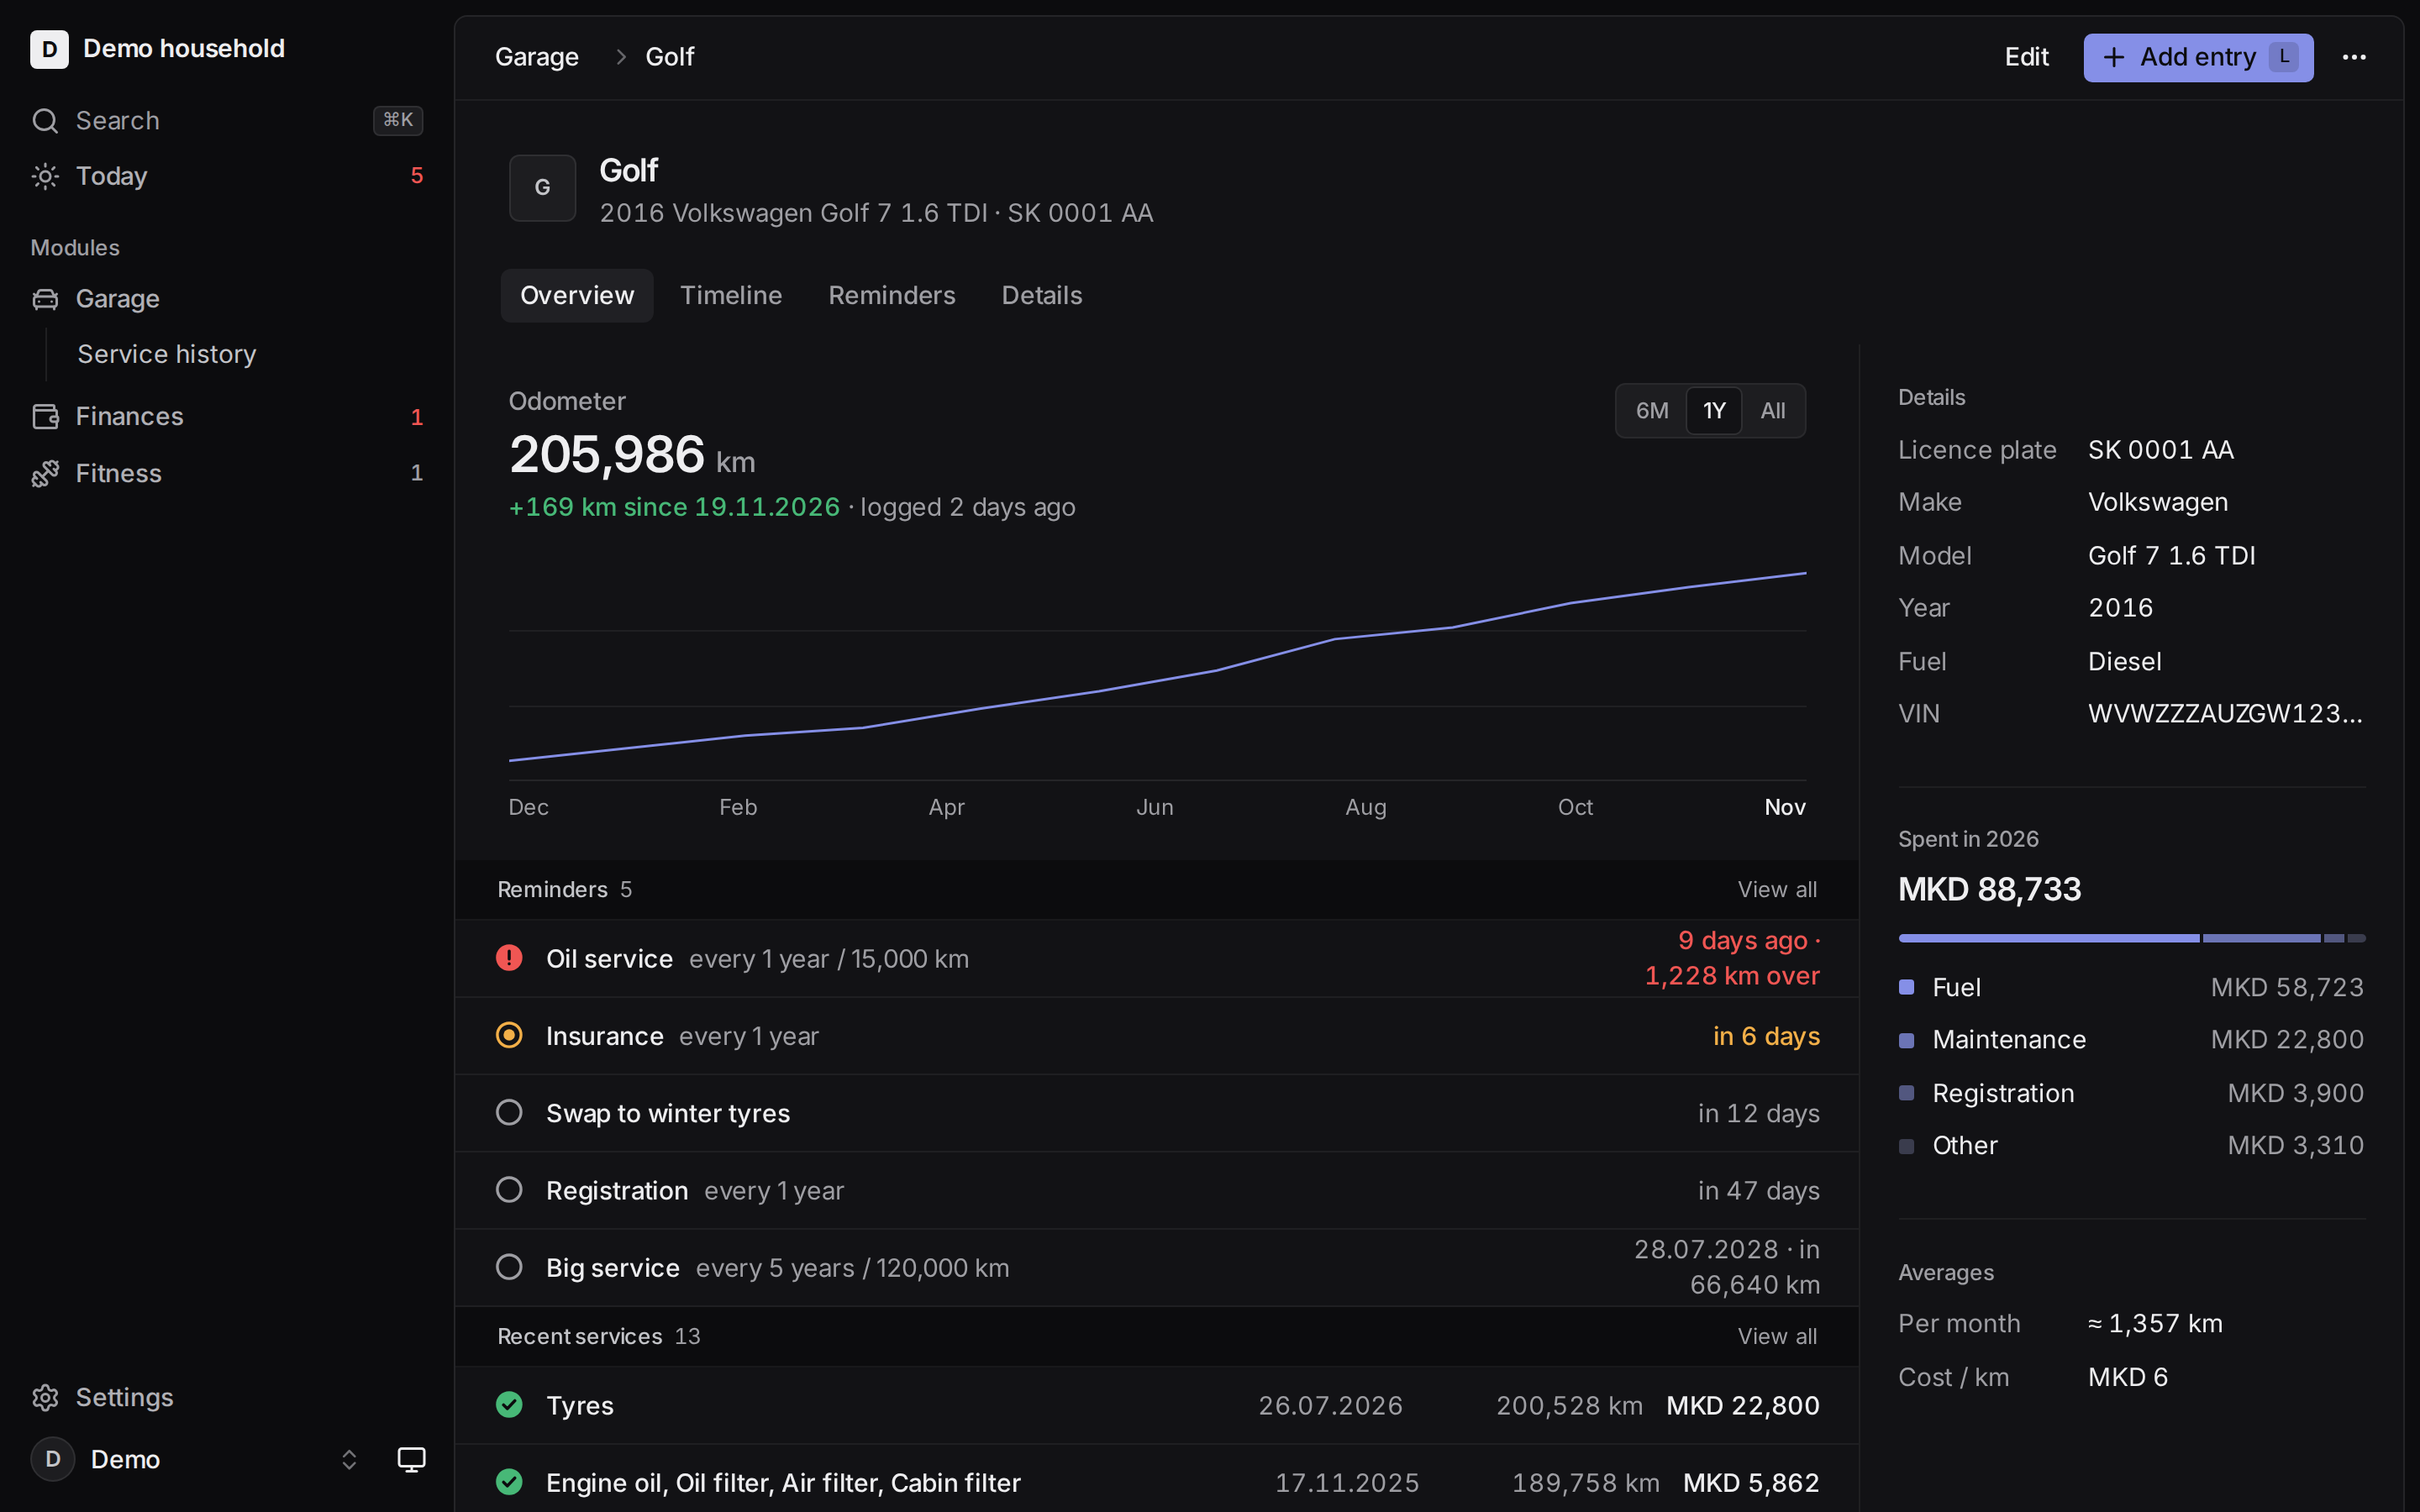 D Demo household
Search ⌘K
Today 5
Modules
Garage
Service history
Finances 1
Fitness 1
Settings
D Demo
Garage > Golf
Edit
+ Add entry L
G
Golf
2016 Volkswagen Golf 7 1.6 TDI · SK 0001 AA
Overview Timeline Reminders Details
Odometer
205,986 km
+169 km since 19.11.2026 · logged 2 days ago
6M 1Y All
Dec Feb Apr Jun Aug Oct Nov
Reminders 5 View all
Oil service every 1 year / 15,000 km 9 days ago ·
1,228 km over
Insurance every 1 year in 6 days
Swap to winter tyres in 12 days
Registration every 1 year in 47 days
Big service every 5 years / 120,000 km 28.07.2028 · in
66,640 km
Recent services 13 View all
Tyres 26.07.2026 200,528 km MKD 22,800
Engine oil, Oil filter, Air filter, Cabin filter 17.11.2025 189,758 km MKD 5,862
Details
Licence plate SK 0001 AA
Make Volkswagen
Model Golf 7 1.6 TDI
Year 2016
Fuel Diesel
VIN WVWZZZAUZGW123...
Spent in 2026
MKD 88,733
Fuel MKD 58,723
Maintenance MKD 22,800
Registration MKD 3,900
Other MKD 3,310
Averages
Per month ≈ 1,357 km
Cost / km MKD 6